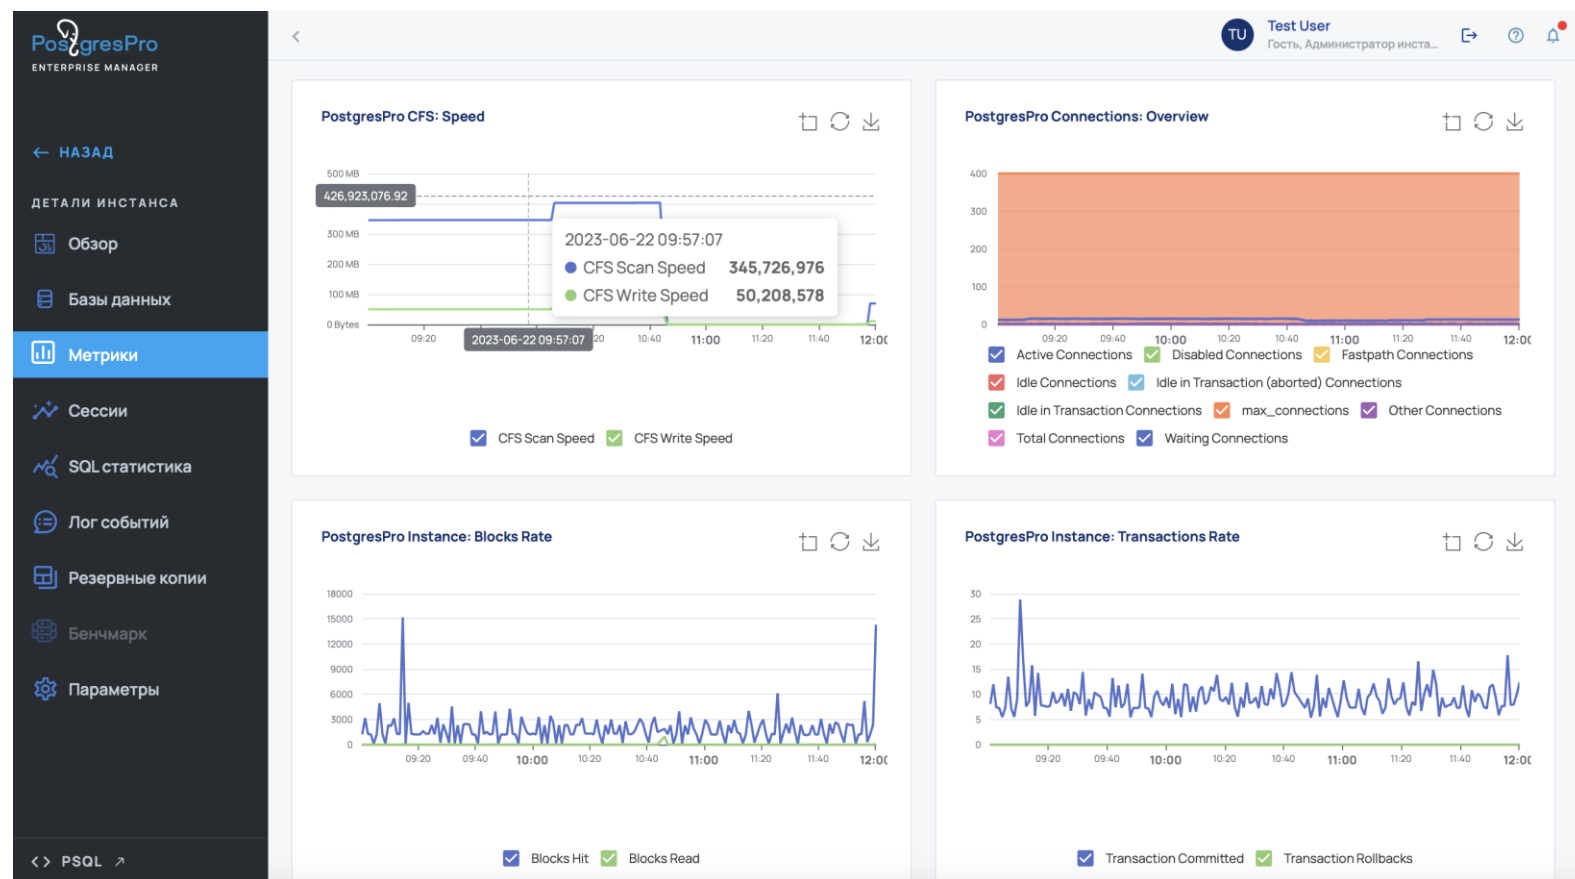 PostgresPro
ENTERPRISE MANAGER
← НАЗАД
ДЕТАЛИ ИНСТАНСА
Обзор
Базы данных
Метрики
Сессии
SQL статистика
Лог событий
Резервные копии
Бенчмарк
Параметры
<> PSQL ↗
TU
Test User
Гость, Администратор инста...
PostgresPro CFS: Speed
500 MB
426,923,076.92
300 MB
200 MB
100 MB
0 Bytes
2023-06-22 09:57:07
CFS Scan Speed 345,726,976
CFS Write Speed 50,208,578
09:20 2023-06-22 09:57:07 20 10:40 11:00 11:20 11:40 12:00
CFS Scan Speed CFS Write Speed
PostgresPro Connections: Overview
400
300
200
100
0
09:20 09:40 10:00 10:20 10:40 11:00 11:20 11:40 12:00
Active Connections Disabled Connections Fastpath Connections
Idle Connections Idle in Transaction (aborted) Connections
Idle in Transaction Connections max_connections Other Connections
Total Connections Waiting Connections
PostgresPro Instance: Blocks Rate
18000
15000
12000
9000
6000
3000
0
09:20 09:40 10:00 10:20 10:40 11:00 11:20 11:40 12:00
Blocks Hit Blocks Read
PostgresPro Instance: Transactions Rate
30
25
20
15
10
5
0
09:20 09:40 10:00 10:20 10:40 11:00 11:20 11:40 12:00
Transaction Committed Transaction Rollbacks